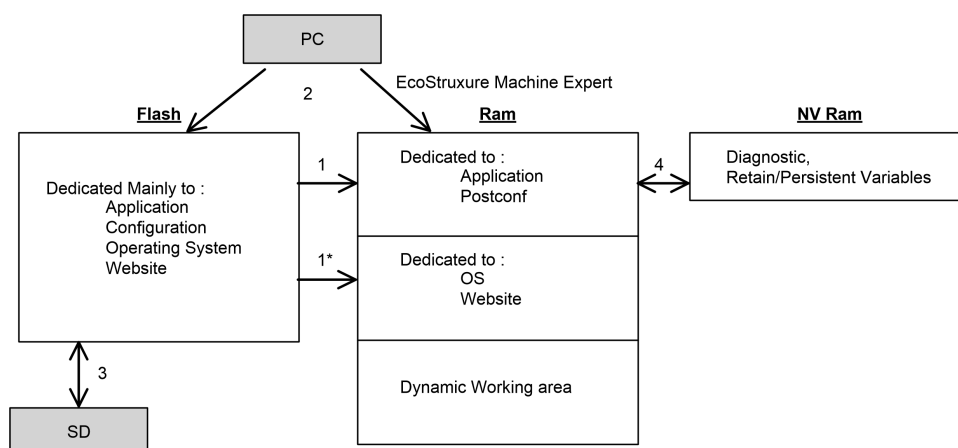 PC
EcoStruxure Machine Expert
2
Flash
Ram
NV Ram
Dedicated Mainly to :
Application
Configuration
Operating System
Website
1
1*
Dedicated to :
Application
Postconf
4
Diagnostic,
Retain/Persistent Variables
Dedicated to :
OS
Website
Dynamic Working area
3
SD